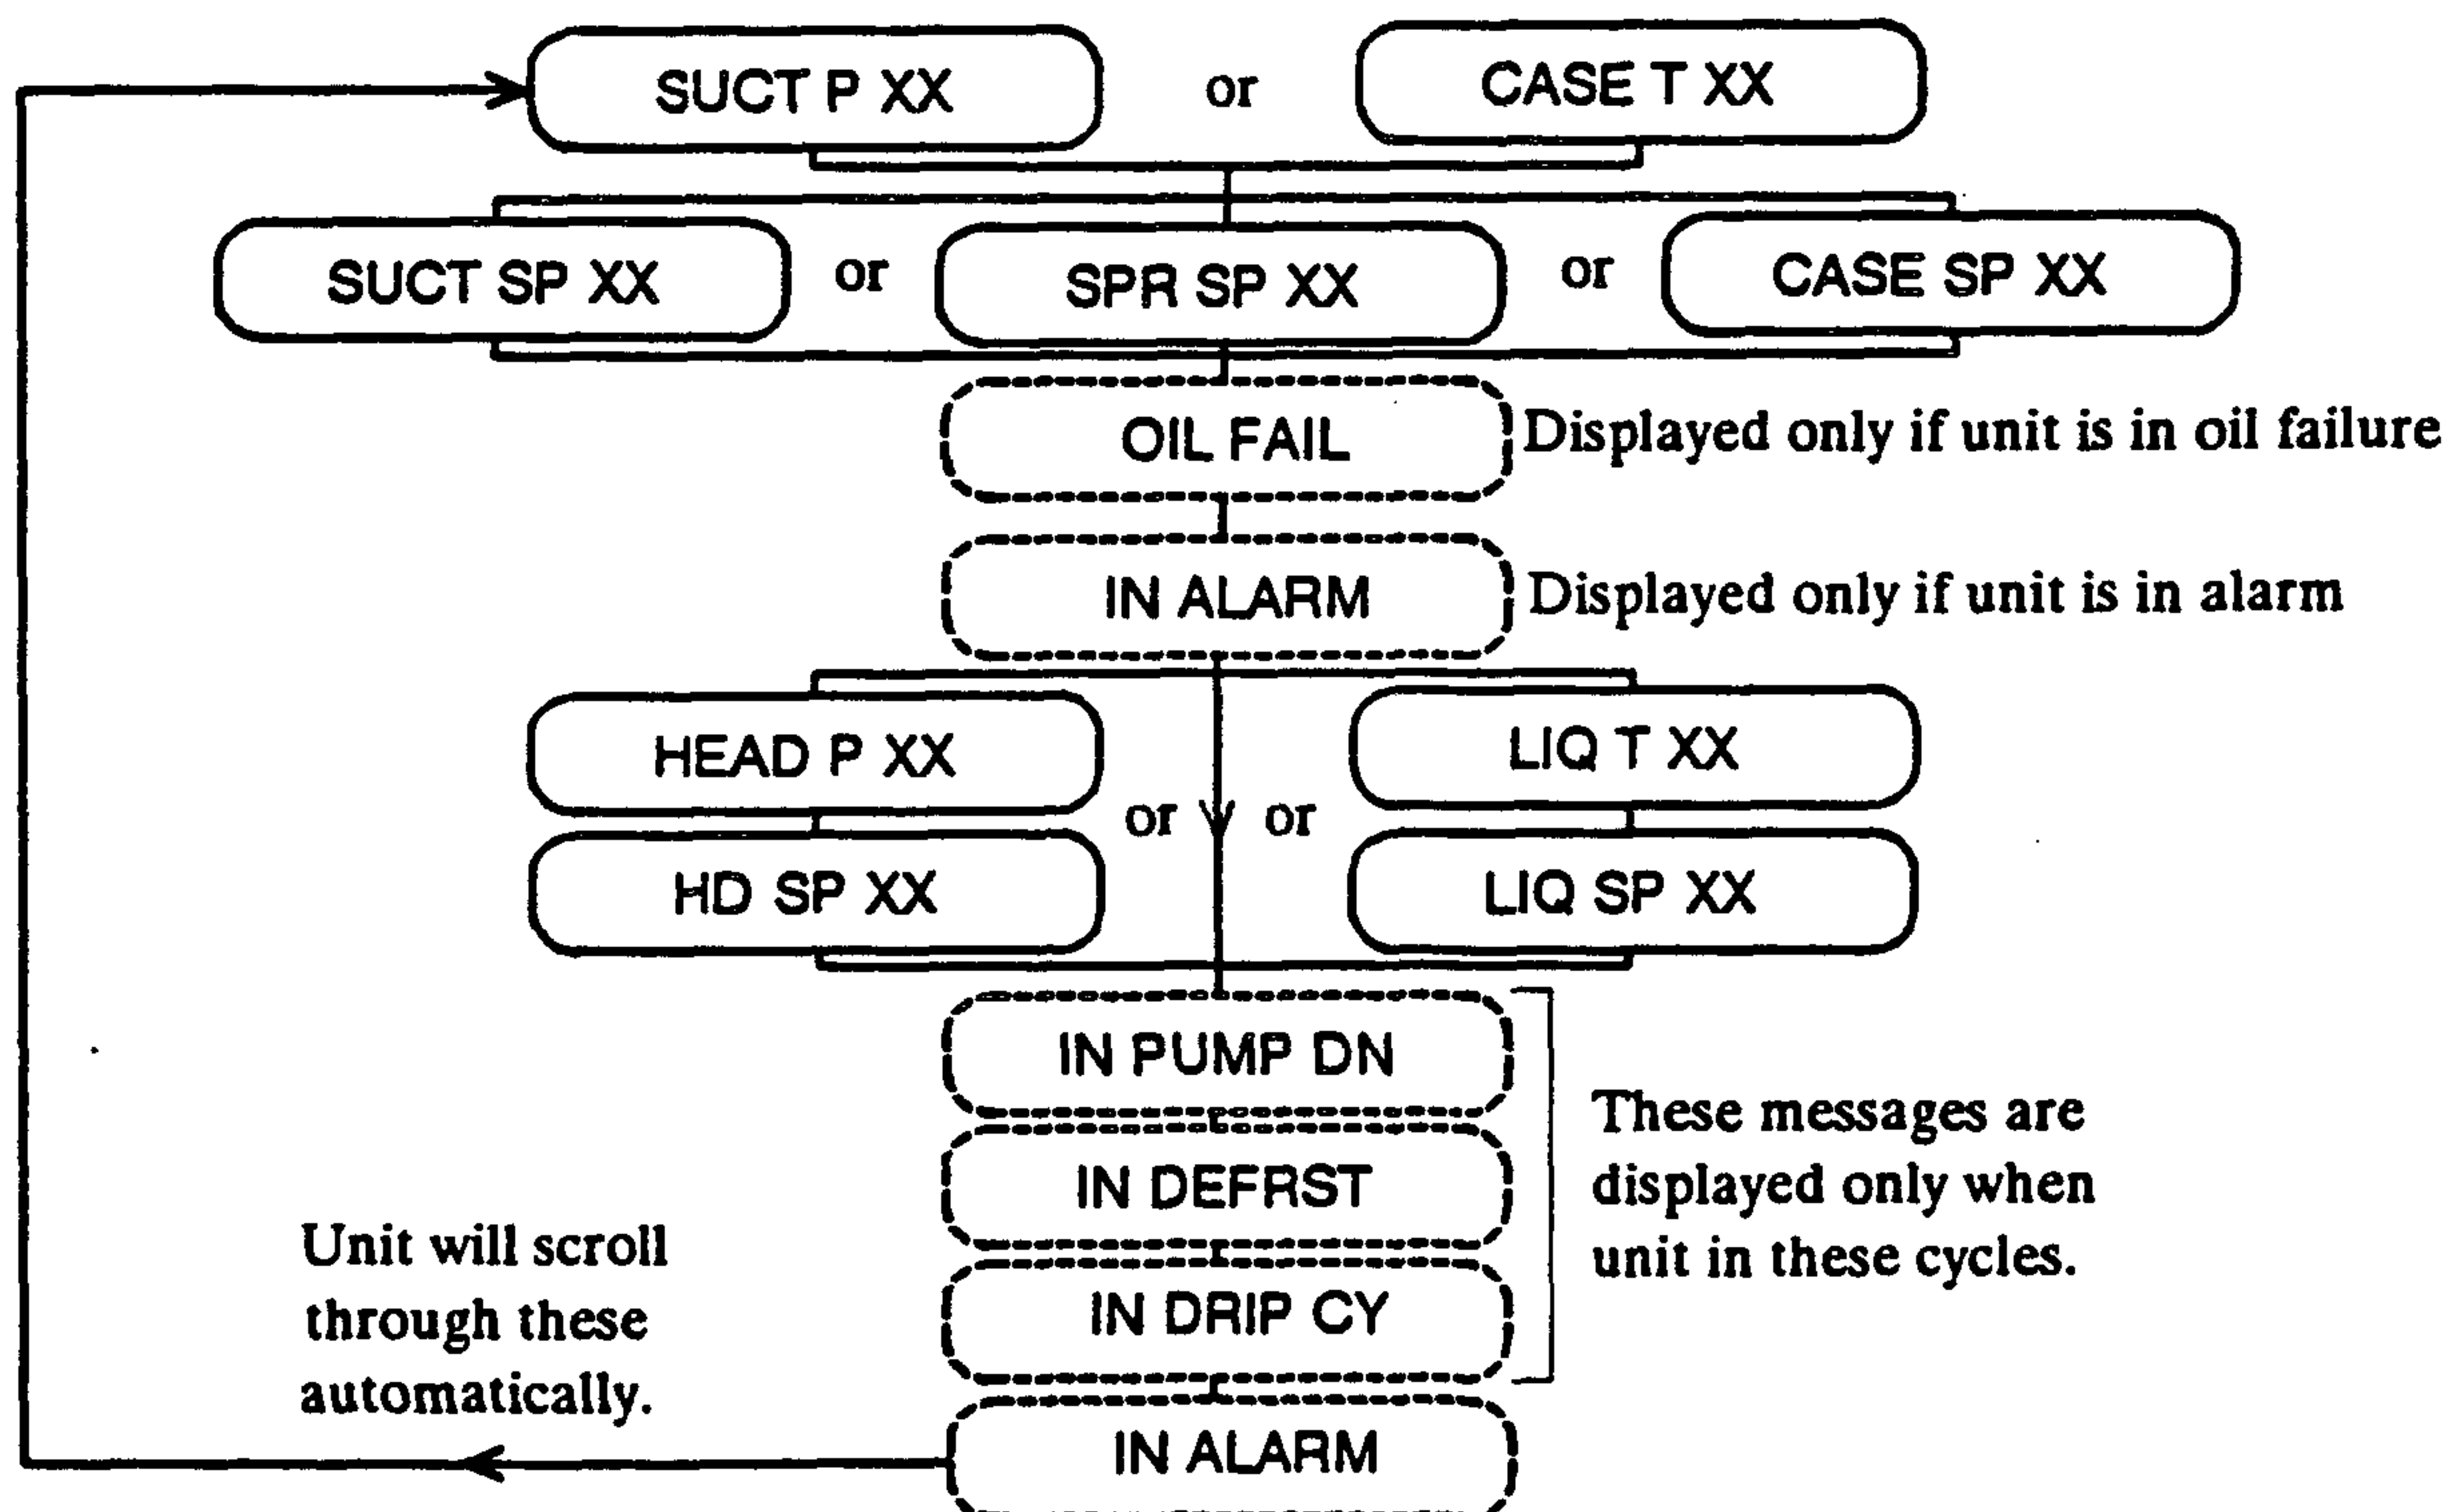 SUCT P XX or CASE T XX
SUCT SP XX or SPR SP XX or CASE SP XX
OIL FAIL Displayed only if unit is in oil failure
IN ALARM Displayed only if unit is in alarm
HEAD P XX LIQ T XX
or or
HD SP XX LIQ SP XX
IN PUMP DN
IN DEFRST
IN DRIP CY
These messages are
displayed only when
unit in these cycles.
Unit will scroll
through these
automatically.
IN ALARM